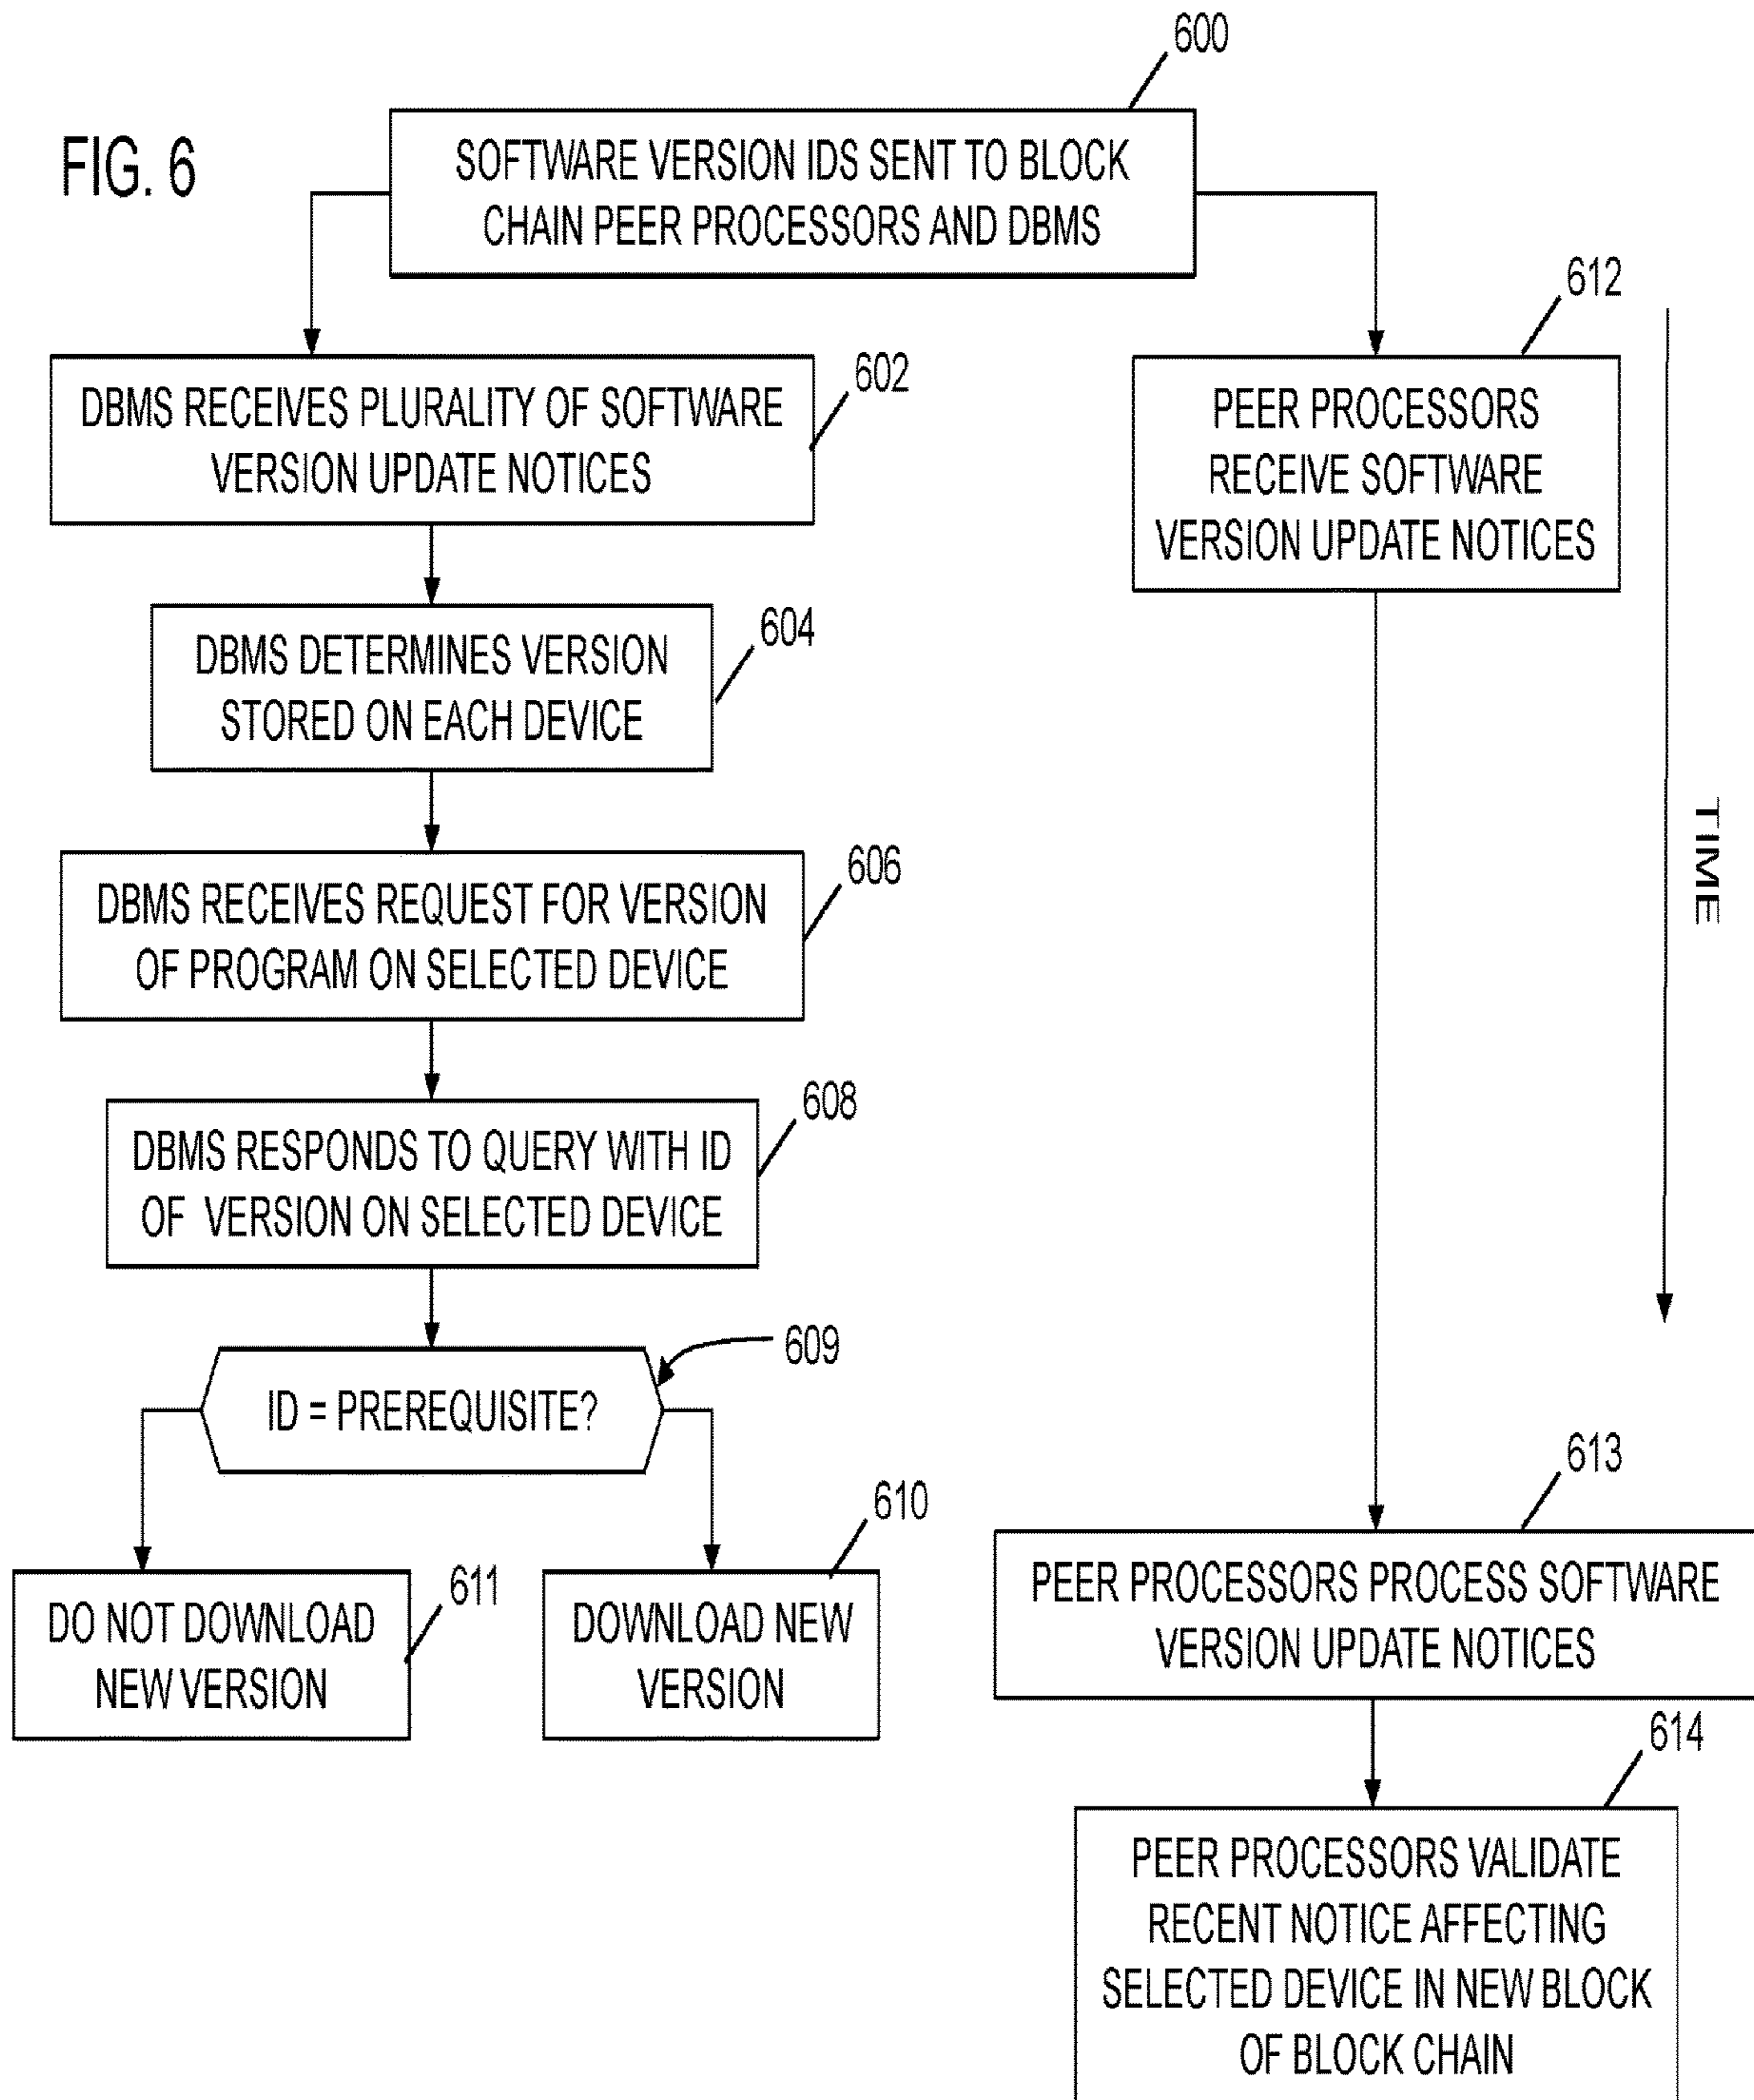 FIG. 6
600
SOFTWARE VERSION IDS SENT TO BLOCK
CHAIN PEER PROCESSORS AND DBMS
602
DBMS RECEIVES PLURALITY OF SOFTWARE
VERSION UPDATE NOTICES
604
DBMS DETERMINES VERSION
STORED ON EACH DEVICE
606
DBMS RECEIVES REQUEST FOR VERSION
OF PROGRAM ON SELECTED DEVICE
608
DBMS RESPONDS TO QUERY WITH ID
OF VERSION ON SELECTED DEVICE
609
ID = PREREQUISITE?
611
DO NOT DOWNLOAD
NEW VERSION
610
DOWNLOAD NEW
VERSION
612
PEER PROCESSORS
RECEIVE SOFTWARE
VERSION UPDATE NOTICES
TIME
613
PEER PROCESSORS PROCESS SOFTWARE
VERSION UPDATE NOTICES
614
PEER PROCESSORS VALIDATE
RECENT NOTICE AFFECTING
SELECTED DEVICE IN NEW BLOCK
OF BLOCK CHAIN